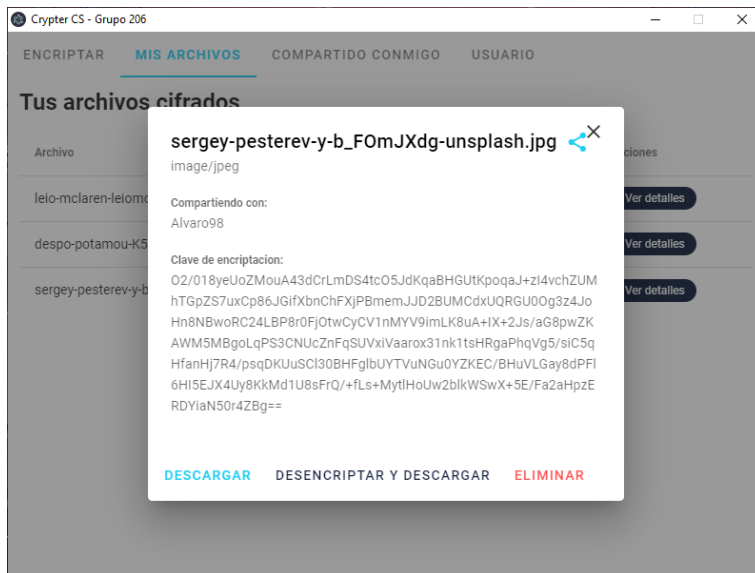 Crypter CS - Grupo 206
ENCRIPTAR MIS ARCHIVOS COMPARTIDO CONMIGO USUARIO
Tus archivos cifrados
sergey-pesterev-y-b_FOmJXdg-unsplash.jpg
image/jpeg
Compartiendo con:
Alvaro98
Clave de encriptacion:
O2/018yeUoZMouA43dCrLmDS4tcO5JdKqaBHGUtKpoqaJ+zI4vchZUM
hTGpZS7uxCp86JGifXbnChFXjPBmemJJD2BUMCdxUQRGU0Og3z4Jo
Hn8NBwoRC24LBP8r0FjOtwCyCV1nMYV9imLK8uA+IX+2Js/aG8pwZK
AWM5MBgoLqPS3CNUcZnFqSUVxiVaarox31nk1tsHRgaPhqVg5/siC5q
HfanHj7R4/psqDKUuSCl30BHFglbUYTVuNGu0YZKEC/BHuVLGay8dPFl
6HI5EJX4Uy8KkMd1U8sFrQ/+fLs+MytlHoUw2blkWSwX+5E/Fa2aHpzE
RDYiaN50r4ZBg==
DESCARGAR DESENCRIPTAR Y DESCARGAR ELIMINAR
Archivo ciones
leio-mclaren-leiomc Ver detalles
despo-potamou-K5 Ver detalles
sergey-pesterev-y-b Ver detalles